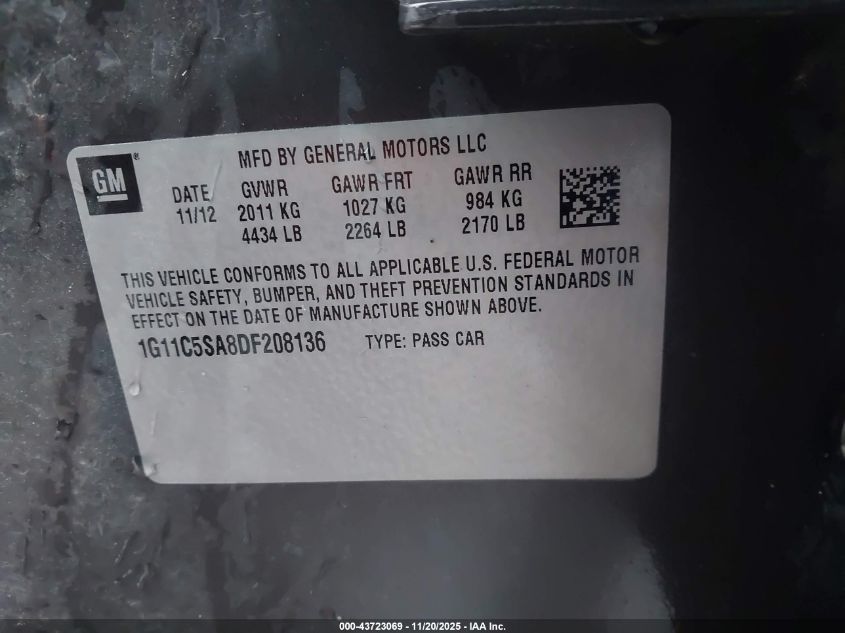 MFD BY GENERAL MOTORS LLC
GM®
DATE GVWR GAWR FRT GAWR RR
11/12 2011 KG 1027 KG 984 KG
4434 LB 2264 LB 2170 LB
THIS VEHICLE CONFORMS TO ALL APPLICABLE U.S. FEDERAL MOTOR
VEHICLE SAFETY, BUMPER, AND THEFT PREVENTION STANDARDS IN
EFFECT ON THE DATE OF MANUFACTURE SHOWN ABOVE.
1G11C5SA8DF208136 TYPE: PASS CAR
000-43723069 - 11/20/2025 - IAA Inc.